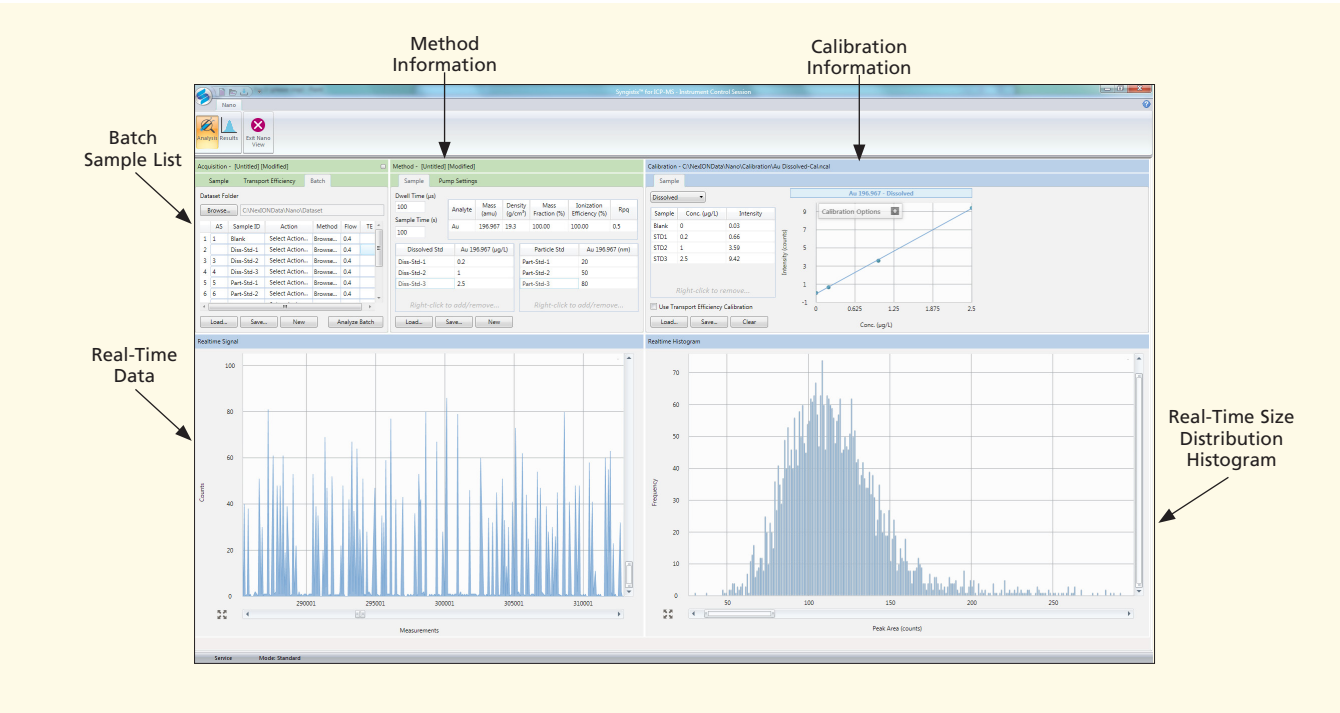 Method
Information
Calibration
Information
Batch
Sample List
Real-Time
Data
Real-Time Size
Distribution
Histogram
Syngistix™ for ICP-MS - Instrument Control Session
Nano
Analysis Results Exit Nano
View
Acquisition - [Untitled] [Modified]
Sample Transport Efficiency Batch
Dataset Folder
Browse... C:\NexIONData\Nano\Dataset
AS Sample ID Action Method Flow TE
1 1 Blank Select Action... Browse... 0.4
2 Diss-Std-1 Select Action... Browse... 0.4
3 3 Diss-Std-2 Select Action... Browse... 0.4
4 4 Diss-Std-3 Select Action... Browse... 0.4
5 5 Part-Std-1 Select Action... Browse... 0.4
6 6 Part-Std-2 Select Action... Browse... 0.4
Load... Save... New Analyze Batch
Method - [Untitled] [Modified]
Sample Pump Settings
Dwell Time (µs)
100
Sample Time (s)
100
Analyte Mass (amu) Density (g/cm³) Mass Fraction (%) Ionization Efficiency (%) Rpq
Au 196.967 19.3 100.00 100.00 0.5
Dissolved Std Au 196.967 (µg/L)
Diss-Std-1 0.2
Diss-Std-2 1
Diss-Std-3 2.5
Right-click to add/remove...
Particle Std Au 196.967 (nm)
Part-Std-1 20
Part-Std-2 50
Part-Std-3 80
Right-click to add/remove...
Load... Save... New
Calibration - C:\NexIONData\Nano\Calibration\Au Dissolved-Cal.ncal
Sample
Dissolved
Sample Conc. (µg/L) Intensity
Blank 0 0.03
STD1 0.2 0.66
STD2 1 3.59
STD3 2.5 9.42
Right-click to remove...
Use Transport Efficiency Calibration
Load... Save... Clear
Au 196.967 - Dissolved
Calibration Options
Intensity (counts)
9
7
5
3
1
-1
0 0.625 1.25 1.875 2.5
Conc. (µg/L)
Realtime Signal
Counts
100
80
60
40
20
0
290001 295001 300001 305001 310001
Measurements
Realtime Histogram
Frequency
70
60
50
40
30
20
10
0
50 100 150 200 250
Peak Area (counts)
Service Mode: Standard